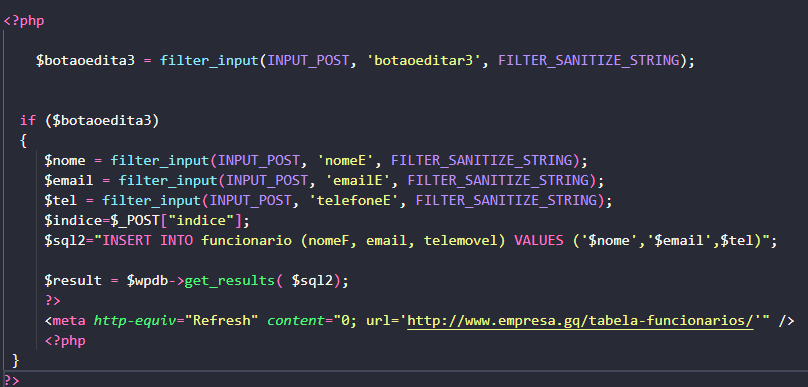 <?php
$botaoedita3 = filter_input(INPUT_POST, 'botaoeditar3', FILTER_SANITIZE_STRING);
if ($botaoedita3)
{
$nome = filter_input(INPUT_POST, 'nomeE', FILTER_SANITIZE_STRING);
$email = filter_input(INPUT_POST, 'emailE', FILTER_SANITIZE_STRING);
$tel = filter_input(INPUT_POST, 'telefoneE', FILTER_SANITIZE_STRING);
$indice=$_POST["indice"];
$sql2="INSERT INTO funcionario (nomeF, email, telemovel) VALUES ('$nome','$email',$tel)";
$result = $wpdb->get_results( $sql2);
?>
<meta http-equiv="Refresh" content="0; url='http://www.empresa.gq/tabela-funcionarios/'" />
<?php
}
?>